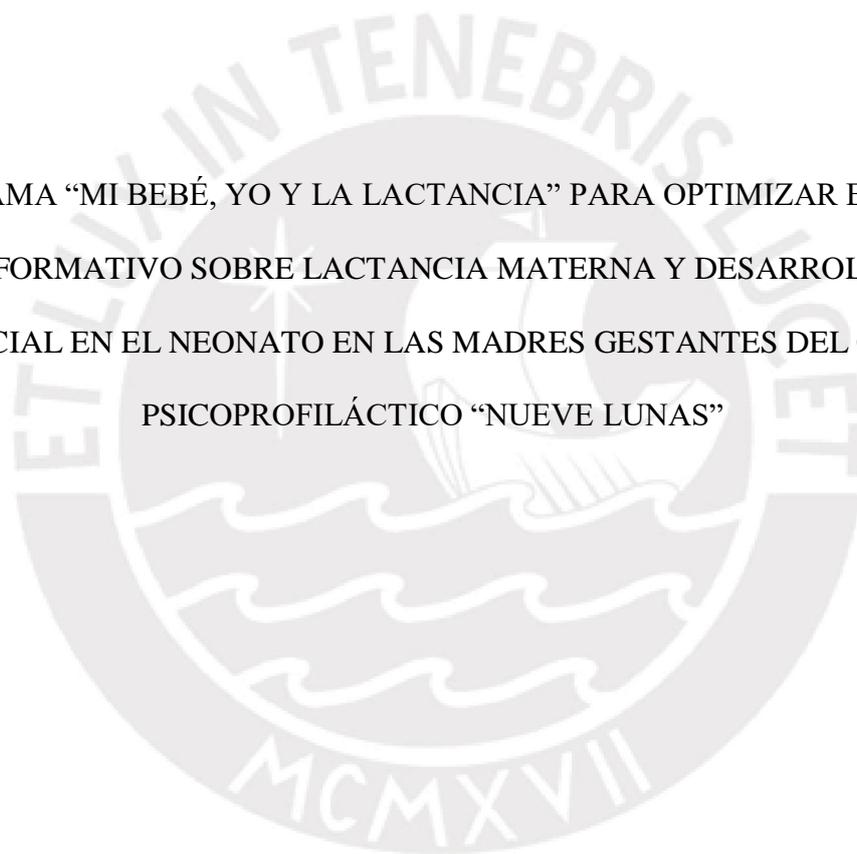 ET LUX IN TENEBRIS LUCET
AMA “MI BEBÉ, YO Y LA LACTANCIA” PARA OPTIMIZAR E
FORMATIVO SOBRE LACTANCIA MATERNA Y DESARROL
CIAL EN EL NEONATO EN LAS MADRES GESTANTES DEL
PSICOPROFILÁCTICO “NUEVE LUNAS”
MCMXVII